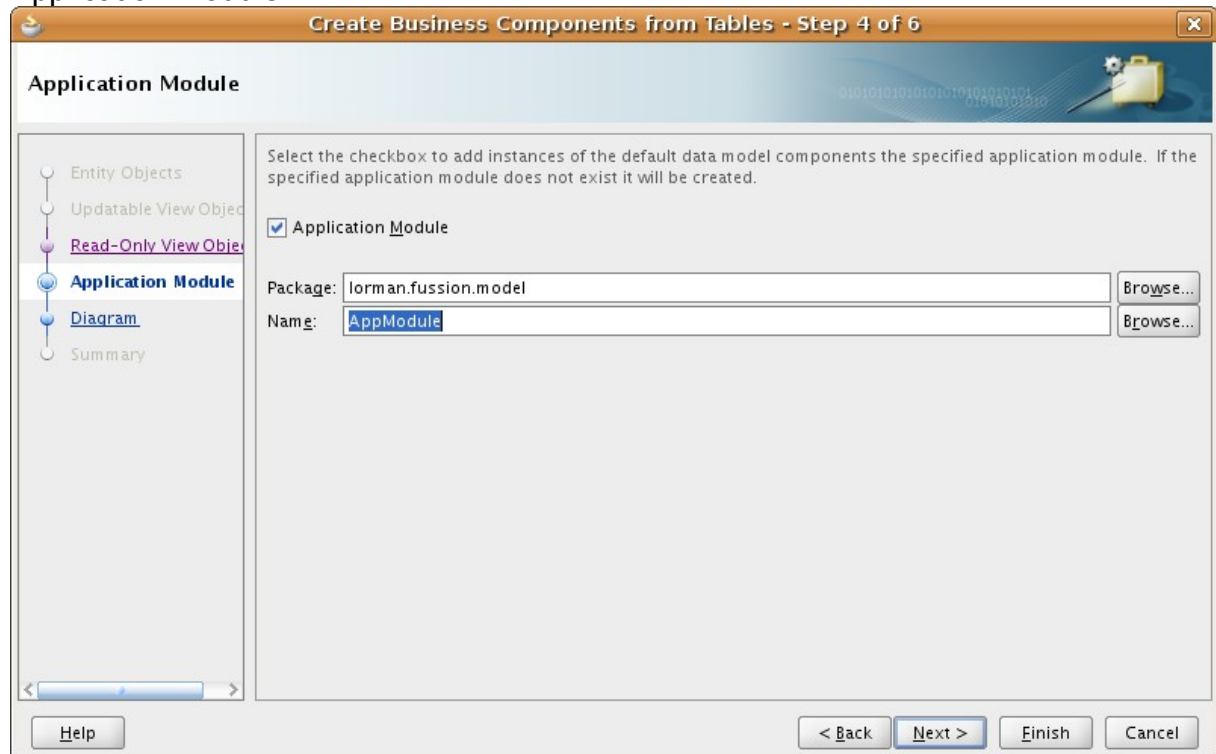 Application Module
Create Business Components from Tables - Step 4 of 6
Application Module
Entity Objects
Updatable View Objec
Read-Only View Objec
Application Module
Diagram
Summary
Select the checkbox to add instances of the default data model components the specified application module. If the
specified application module does not exist it will be created.
Application Module
Package: lorman.fussion.model Browse...
Name: AppModule Browse...
Help < Back Next > Finish Cancel